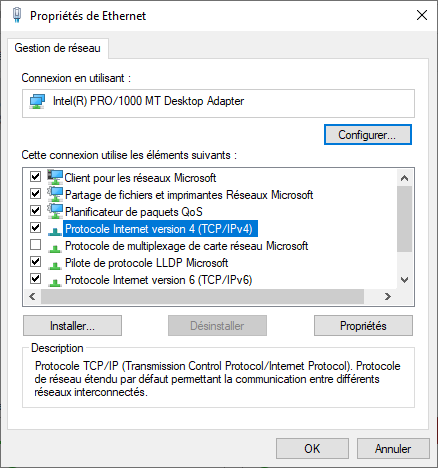 Propriétés de Ethernet
Gestion de réseau
Connexion en utilisant :
Intel(R) PRO/1000 MT Desktop Adapter
Configurer...
Cette connexion utilise les éléments suivants :
Client pour les réseaux Microsoft
Partage de fichiers et imprimantes Réseaux Microsoft
Planificateur de paquets QoS
Protocole Internet version 4 (TCP/IPv4)
Protocole de multiplexage de carte réseau Microsoft
Pilote de protocole LLDP Microsoft
Protocole Internet version 6 (TCP/IPv6)
Installer...
Désinstaller
Propriétés
Description
Protocole TCP/IP (Transmission Control Protocol/Internet Protocol). Protocole
de réseau étendu par défaut permettant la communication entre différents
réseaux interconnectés.
OK
Annuler